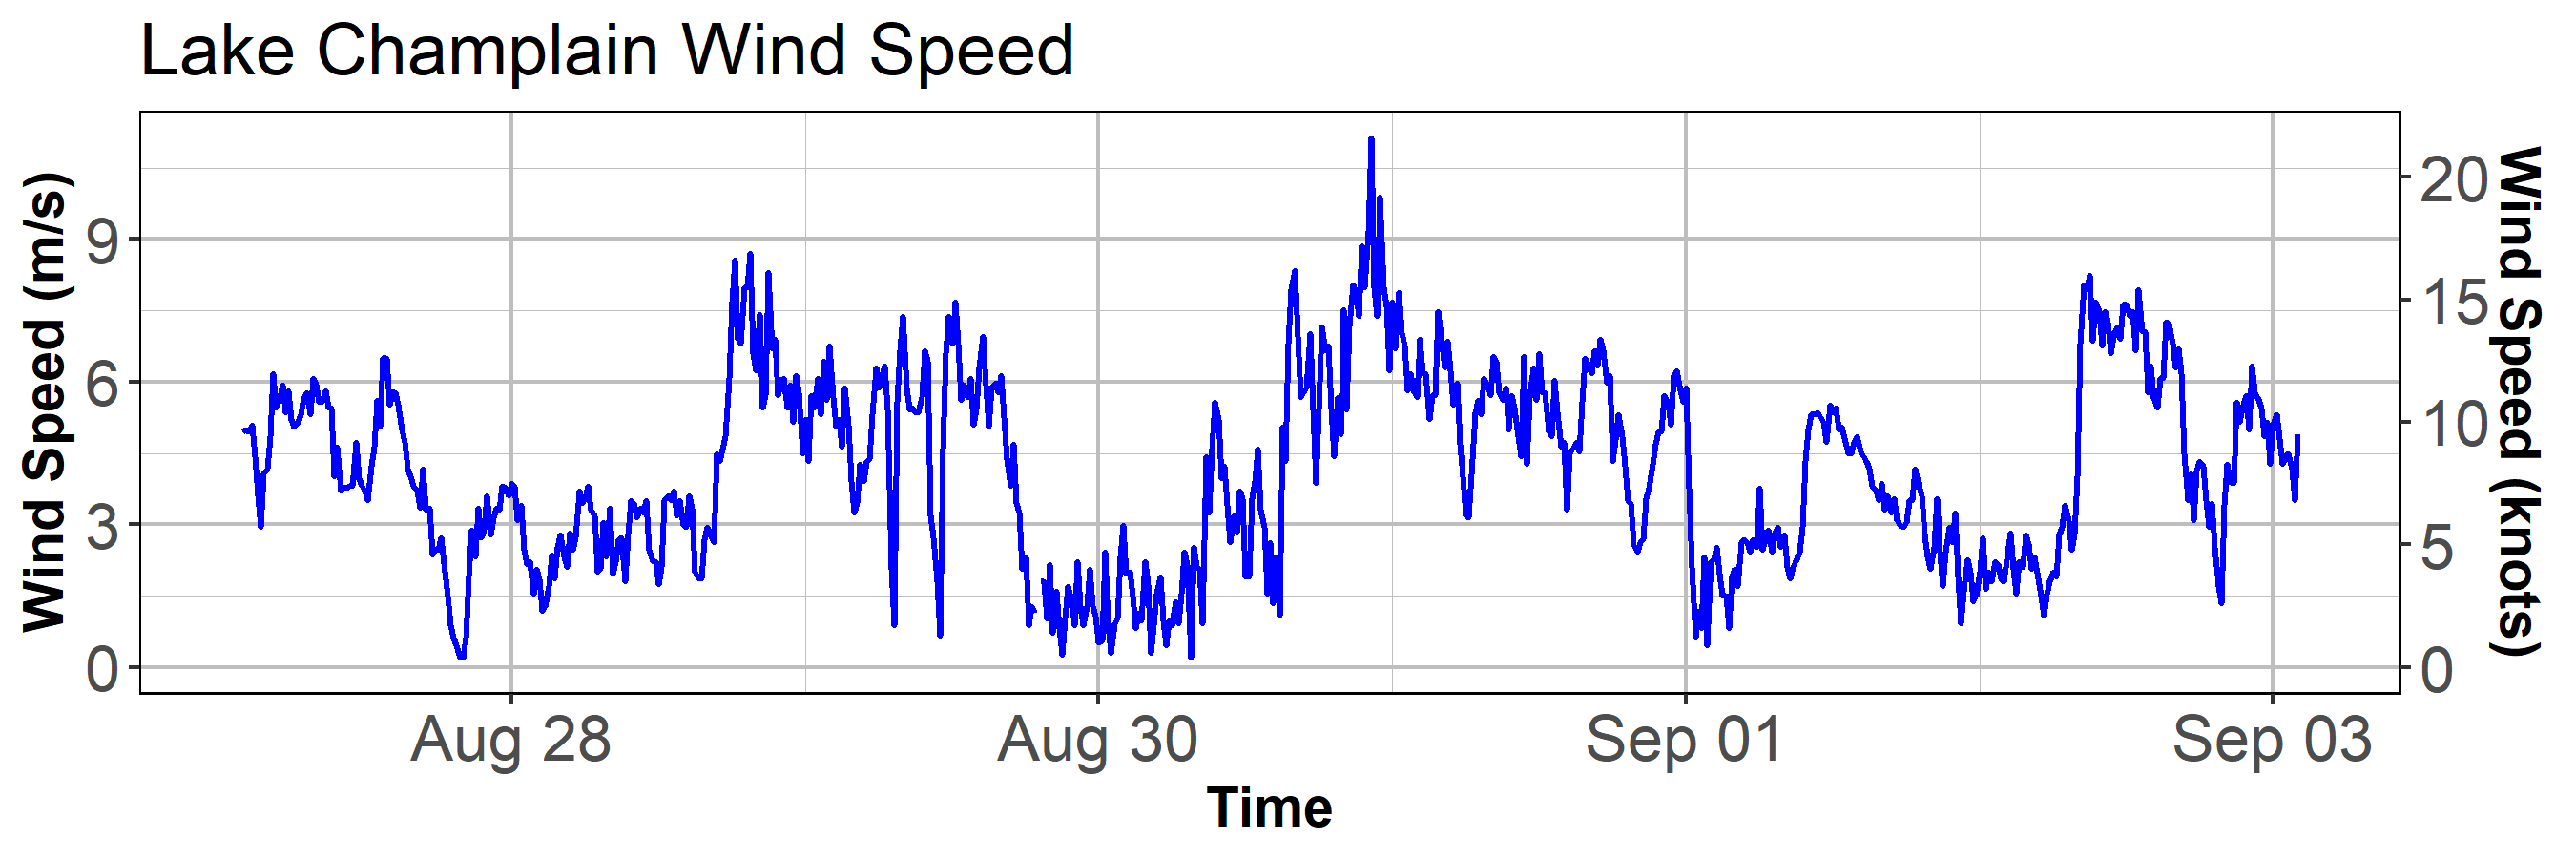 Lake Champlain Wind Speed
Wind Speed (m/s)
9
6
3
0
20
15
10
5
0
Wind Speed (knots)
Aug 28
Aug 30
Sep 01
Sep 03
Time